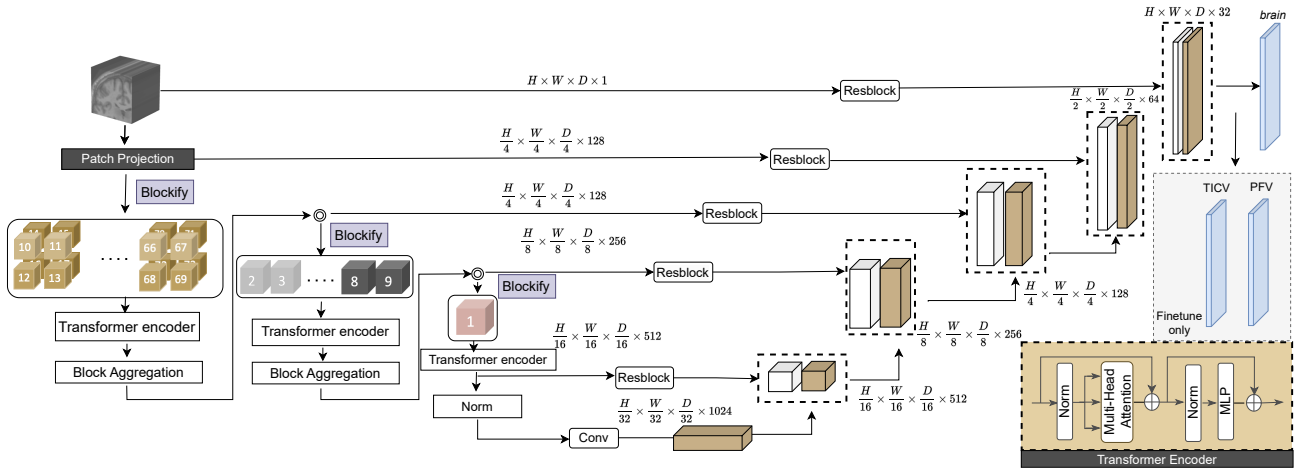 H × W × D × 32
brain
H × W × D × 1
Resblock
H/2 × W/2 × D/2 × 64
H/4 × W/4 × D/4 × 128
Patch Projection
Resblock
Blockify
H/4 × W/4 × D/4 × 128
TICV PFV
Resblock
10 11 66 67
12 13 68 69
....
Blockify
H/8 × W/8 × D/8 × 256
2 3 .... 8 9
Resblock
Blockify
H/4 × W/4 × D/4 × 128
1
Finetune
only
Transformer encoder
Transformer encoder
H/16 × W/16 × D/16 × 512
H/8 × W/8 × D/8 × 256
Transformer encoder
Block Aggregation
Block Aggregation
Resblock
H/16 × W/16 × D/16 × 512
Norm
H/32 × W/32 × D/32 × 1024
Conv
Norm
Multi-Head
Attention
Norm
MLP
Transformer Encoder